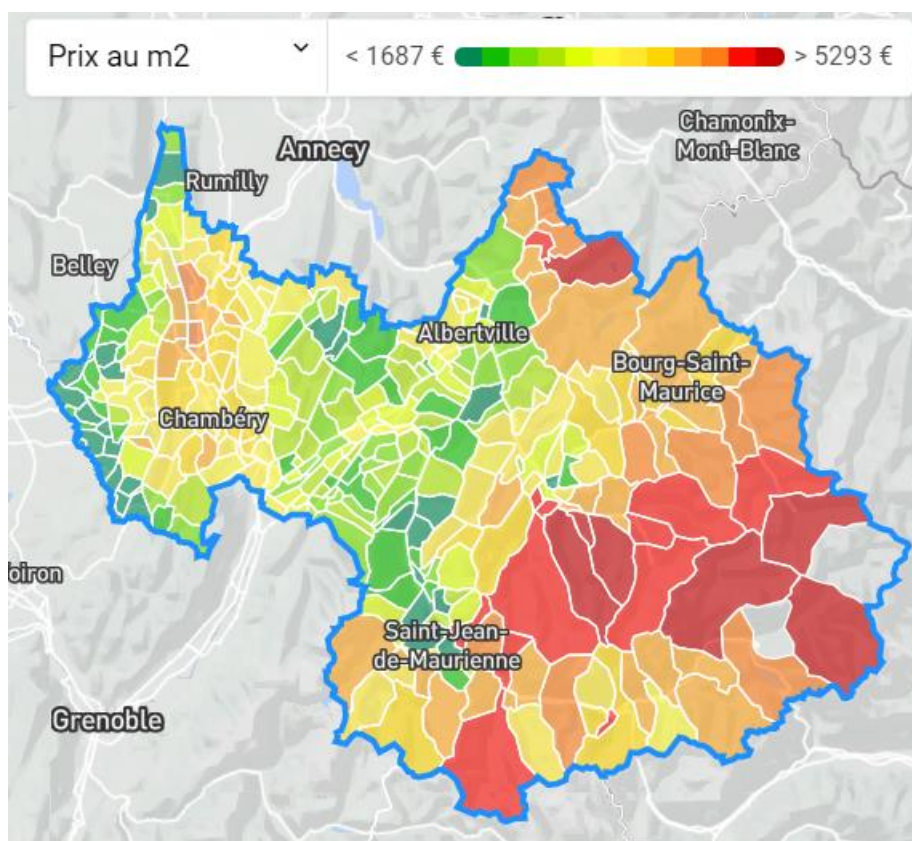 Prix au m2
< 1687 €
> 5293 €
Chamonix-
Mont-Blanc
Annecy
Rumilly
Belley
Albertville
Bourg-Saint-
Maurice
Chambéry
oiron
Saint-Jean-
de-Maurienne
Grenoble